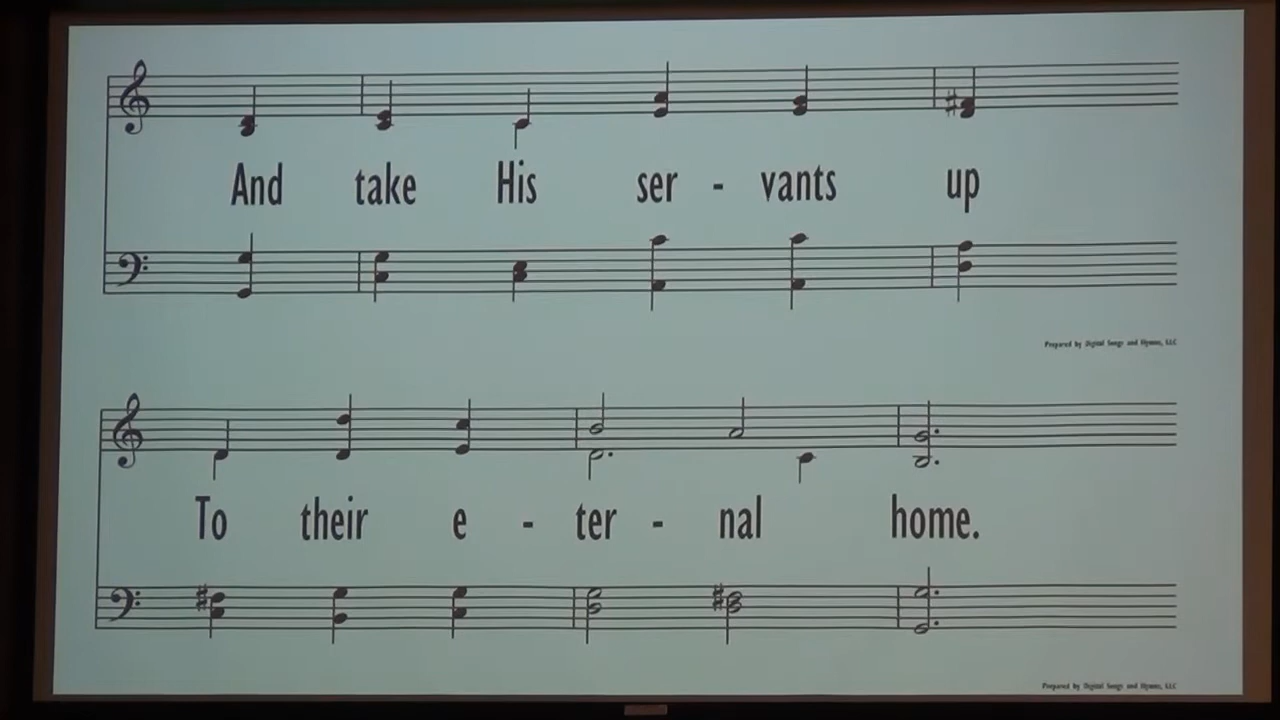 And take His ser - vants up
Prepared by Digital Songs and Hymns, LLC
To their e - ter - nal home.
Prepared by Digital Songs and Hymns, LLC